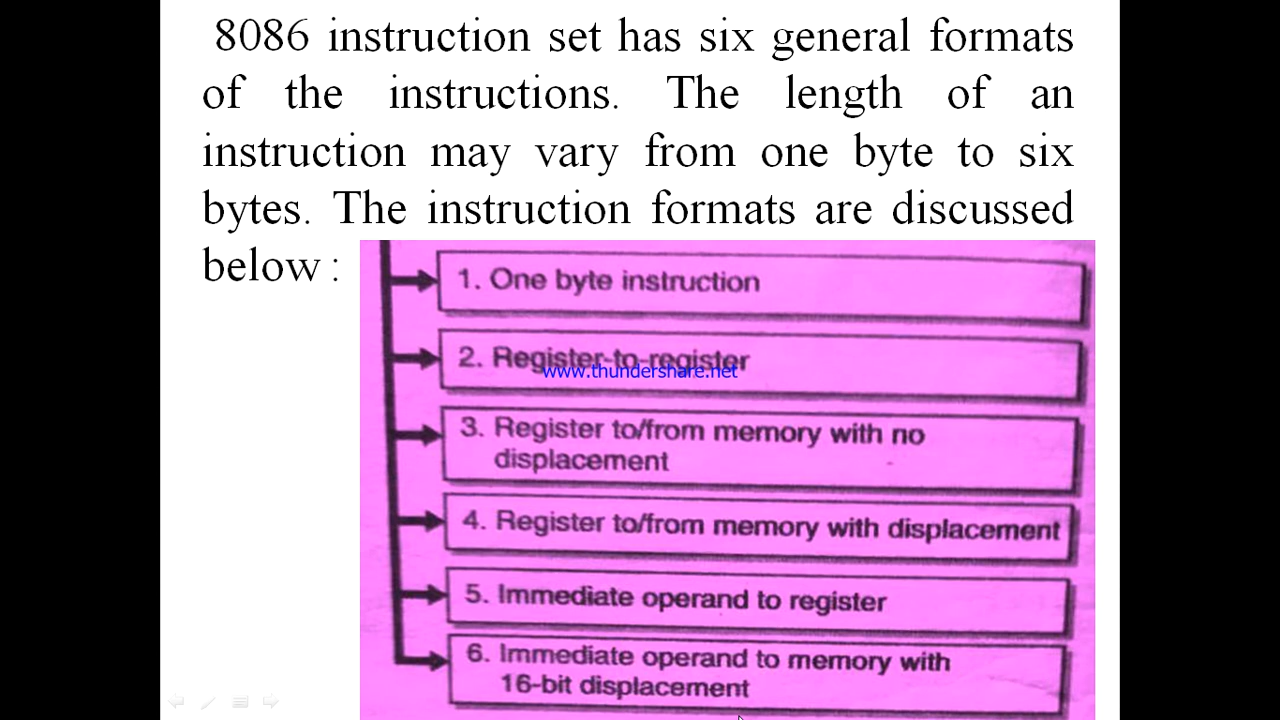 8086 instruction set has six general formats
of the instructions. The length of an
instruction may vary from one byte to six
bytes. The instruction formats are discussed
below :
1. One byte instruction
2. Register-to-register
www.thundershare.net
3. Register to/from memory with no
displacement
4. Register to/from memory with displacement
5. Immediate operand to register
6. Immediate operand to memory with
16-bit displacement